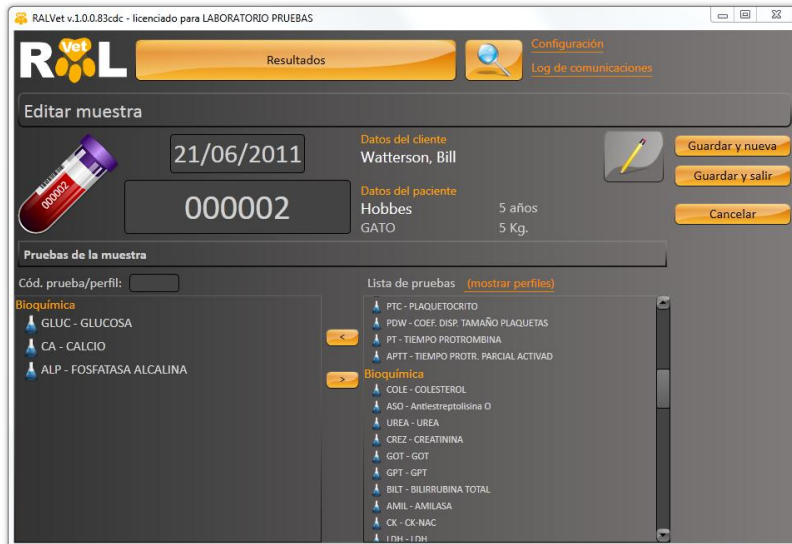 RALVet v.1.0.0.83cdc - licenciado para LABORATORIO PRUEBAS
RAL Vet
Resultados
Configuración
Log de comunicaciones
Editar muestra
000002
21/06/2011
000002
Datos del cliente
Watterson, Bill
Datos del paciente
Hobbes 5 años
GATO 5 Kg.
Guardar y nueva
Guardar y salir
Cancelar
Pruebas de la muestra
Cód. prueba/perfil:
Bioquímica
GLUC - GLUCOSA
CA - CALCIO
ALP - FOSFATASA ALCALINA
<
>
Lista de pruebas (mostrar perfiles)
PTC - PLAQUETOCRITO
PDW - COEF. DISP. TAMAÑO PLAQUETAS
PT - TIEMPO PROTROMBINA
APTT - TIEMPO PROTR. PARCIAL ACTIVAD
Bioquímica
COLE - COLESTEROL
ASO - Antiestreptolisina O
UREA - UREA
CREZ - CREATININA
GOT - GOT
GPT - GPT
BILT - BILIRRUBINA TOTAL
AMIL - AMILASA
CK - CK-NAC
LDH - LDH